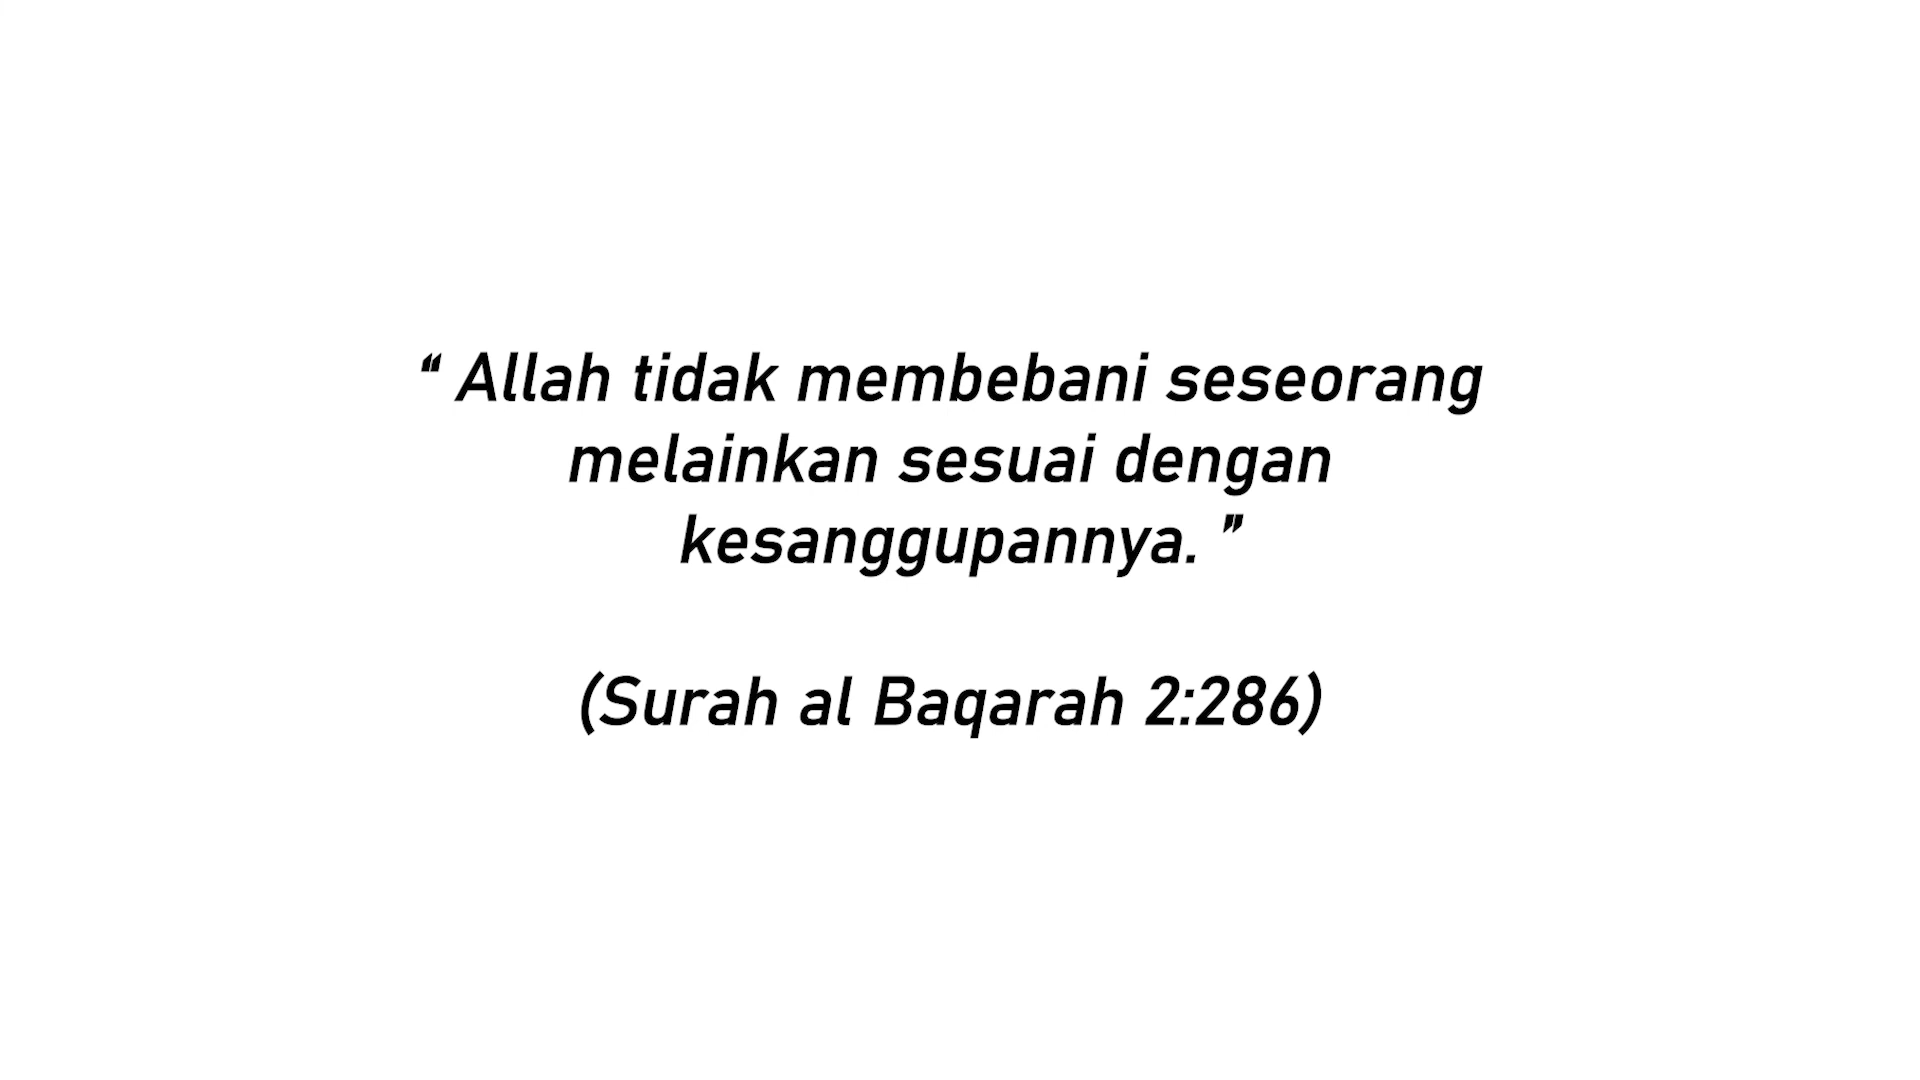 “ Allah tidak membebani seseorang
melainkan sesuai dengan
kesanggupannya. ”
(Surah al Baqarah 2:286)